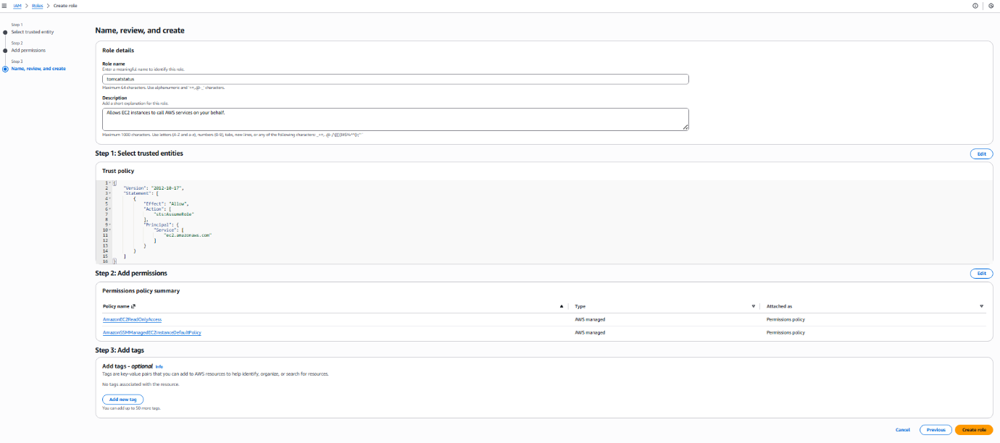 IAM > Roles > Create role
Step 1
Select trusted entity
Step 2
Add permissions
Step 3
Name, review, and create
Name, review, and create
Role details
Role name
Enter a meaningful name to identify this role.
tomcatstatus
Maximum 64 characters. Use alphanumeric and '+=,.@-_' characters.
Description
Add a short explanation for this role.
Allows EC2 instances to call AWS services on your behalf.
Maximum 1000 characters. Use letters (A-Z and a-z), numbers (0-9), tabs, new lines, or any of the following characters:
Step 1: Select trusted entities
Edit
Trust policy
1 {
2 "Version": "2012-10-17",
3 "Statement": [
4 {
5 "Effect": "Allow",
6 "Action": [
7 "sts:AssumeRole"
8 ],
9 "Principal": {
10 "Service": [
11 "ec2.amazonaws.com"
12 ]
13 }
14 }
15 ]
16 }
Step 2: Add permissions
Edit
Permissions policy summary
Policy name Type Attached as
AmazonEC2ReadOnlyAccess AWS managed Permissions policy
AmazonSSMManagedEC2InstanceDefaultPolicy AWS managed Permissions policy
Step 3: Add tags
Add tags - optional Info
Tags are key-value pairs that you can add to AWS resources to help identify, organize, or search for resources.
No tags associated with the resource.
Add new tag
You can add up to 50 more tags.
Cancel Previous Create role